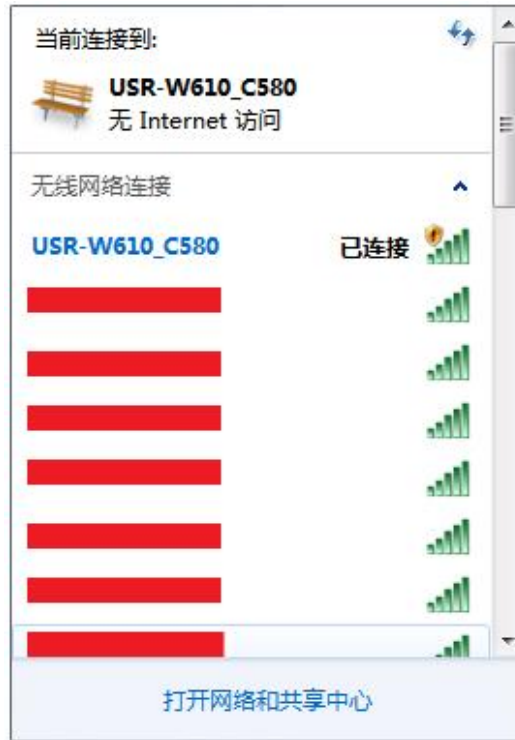 当前连接到:
USR-W610_C580
无 Internet 访问
无线网络连接
USR-W610_C580 已连接
打开网络和共享中心